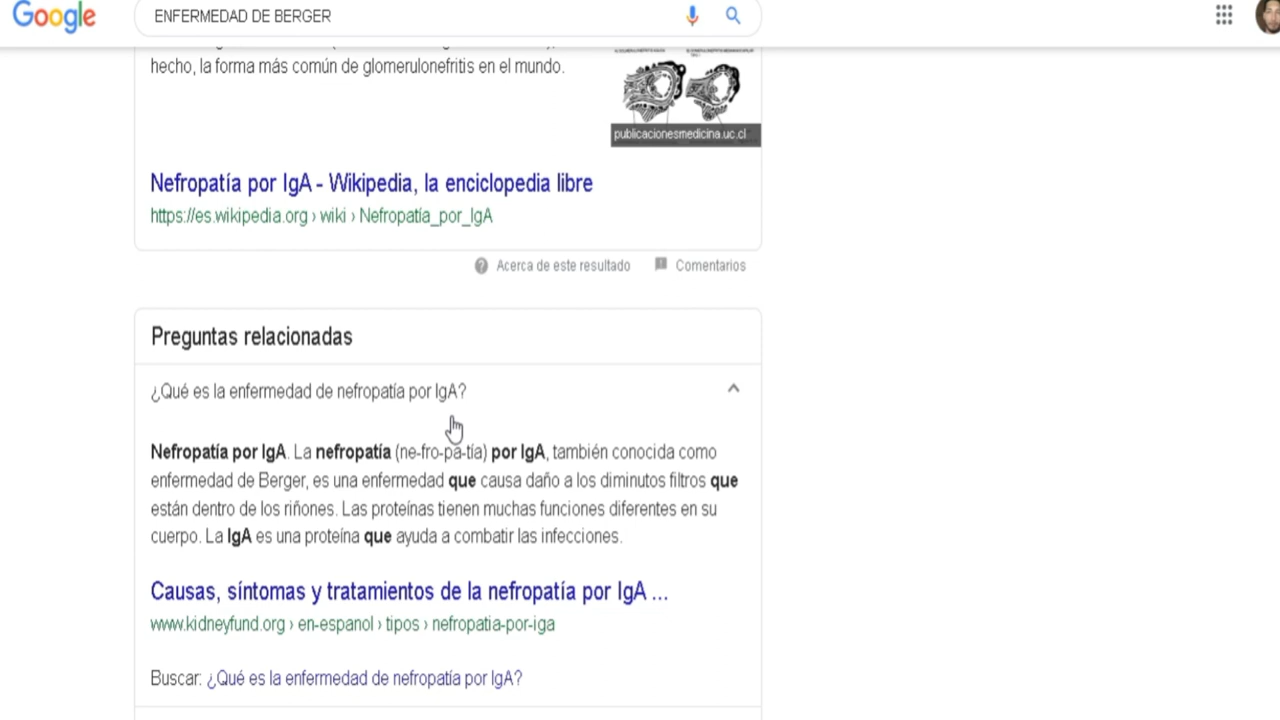 Google
ENFERMEDAD DE BERGER
hecho, la forma más común de glomerulonefritis en el mundo.
publicacionesmedicina.uc.cl
Nefropatía por IgA - Wikipedia, la enciclopedia libre
https://es.wikipedia.org › wiki › Nefropatía_por_IgA
Acerca de este resultado
Comentarios
Preguntas relacionadas
¿Qué es la enfermedad de nefropatía por IgA?
Nefropatía por IgA. La nefropatía (ne-fro-pa-tía) por IgA, también conocida como
enfermedad de Berger, es una enfermedad que causa daño a los diminutos filtros que
están dentro de los riñones. Las proteínas tienen muchas funciones diferentes en su
cuerpo. La IgA es una proteína que ayuda a combatir las infecciones.
Causas, síntomas y tratamientos de la nefropatía por IgA ...
www.kidneyfund.org › en-espanol › tipos › nefropatia-por-iga
Buscar: ¿Qué es la enfermedad de nefropatía por IgA?